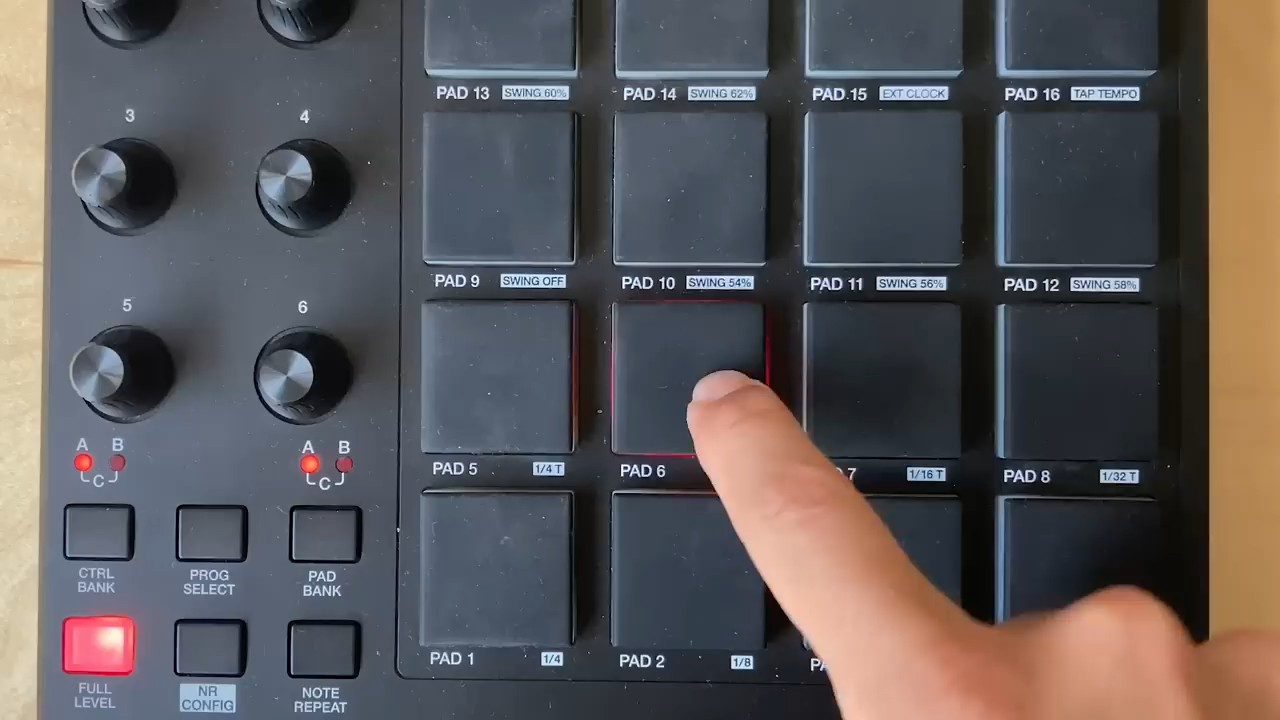 PAD 13 SWING 60% PAD 14 SWING 62% PAD 15 EXT CLOCK PAD 16 TAP TEMPO
3 4
PAD 9 SWING OFF PAD 10 SWING 54% PAD 11 SWING 56% PAD 12 SWING 58%
5 6
A B A B
C C
PAD 5 1/4 T PAD 6 7 1/16 T PAD 8 1/32 T
CTRL BANK
PROG SELECT
PAD BANK
PAD 1 1/4 PAD 2 1/8
FULL LEVEL
NR CONFIG
NOTE REPEAT